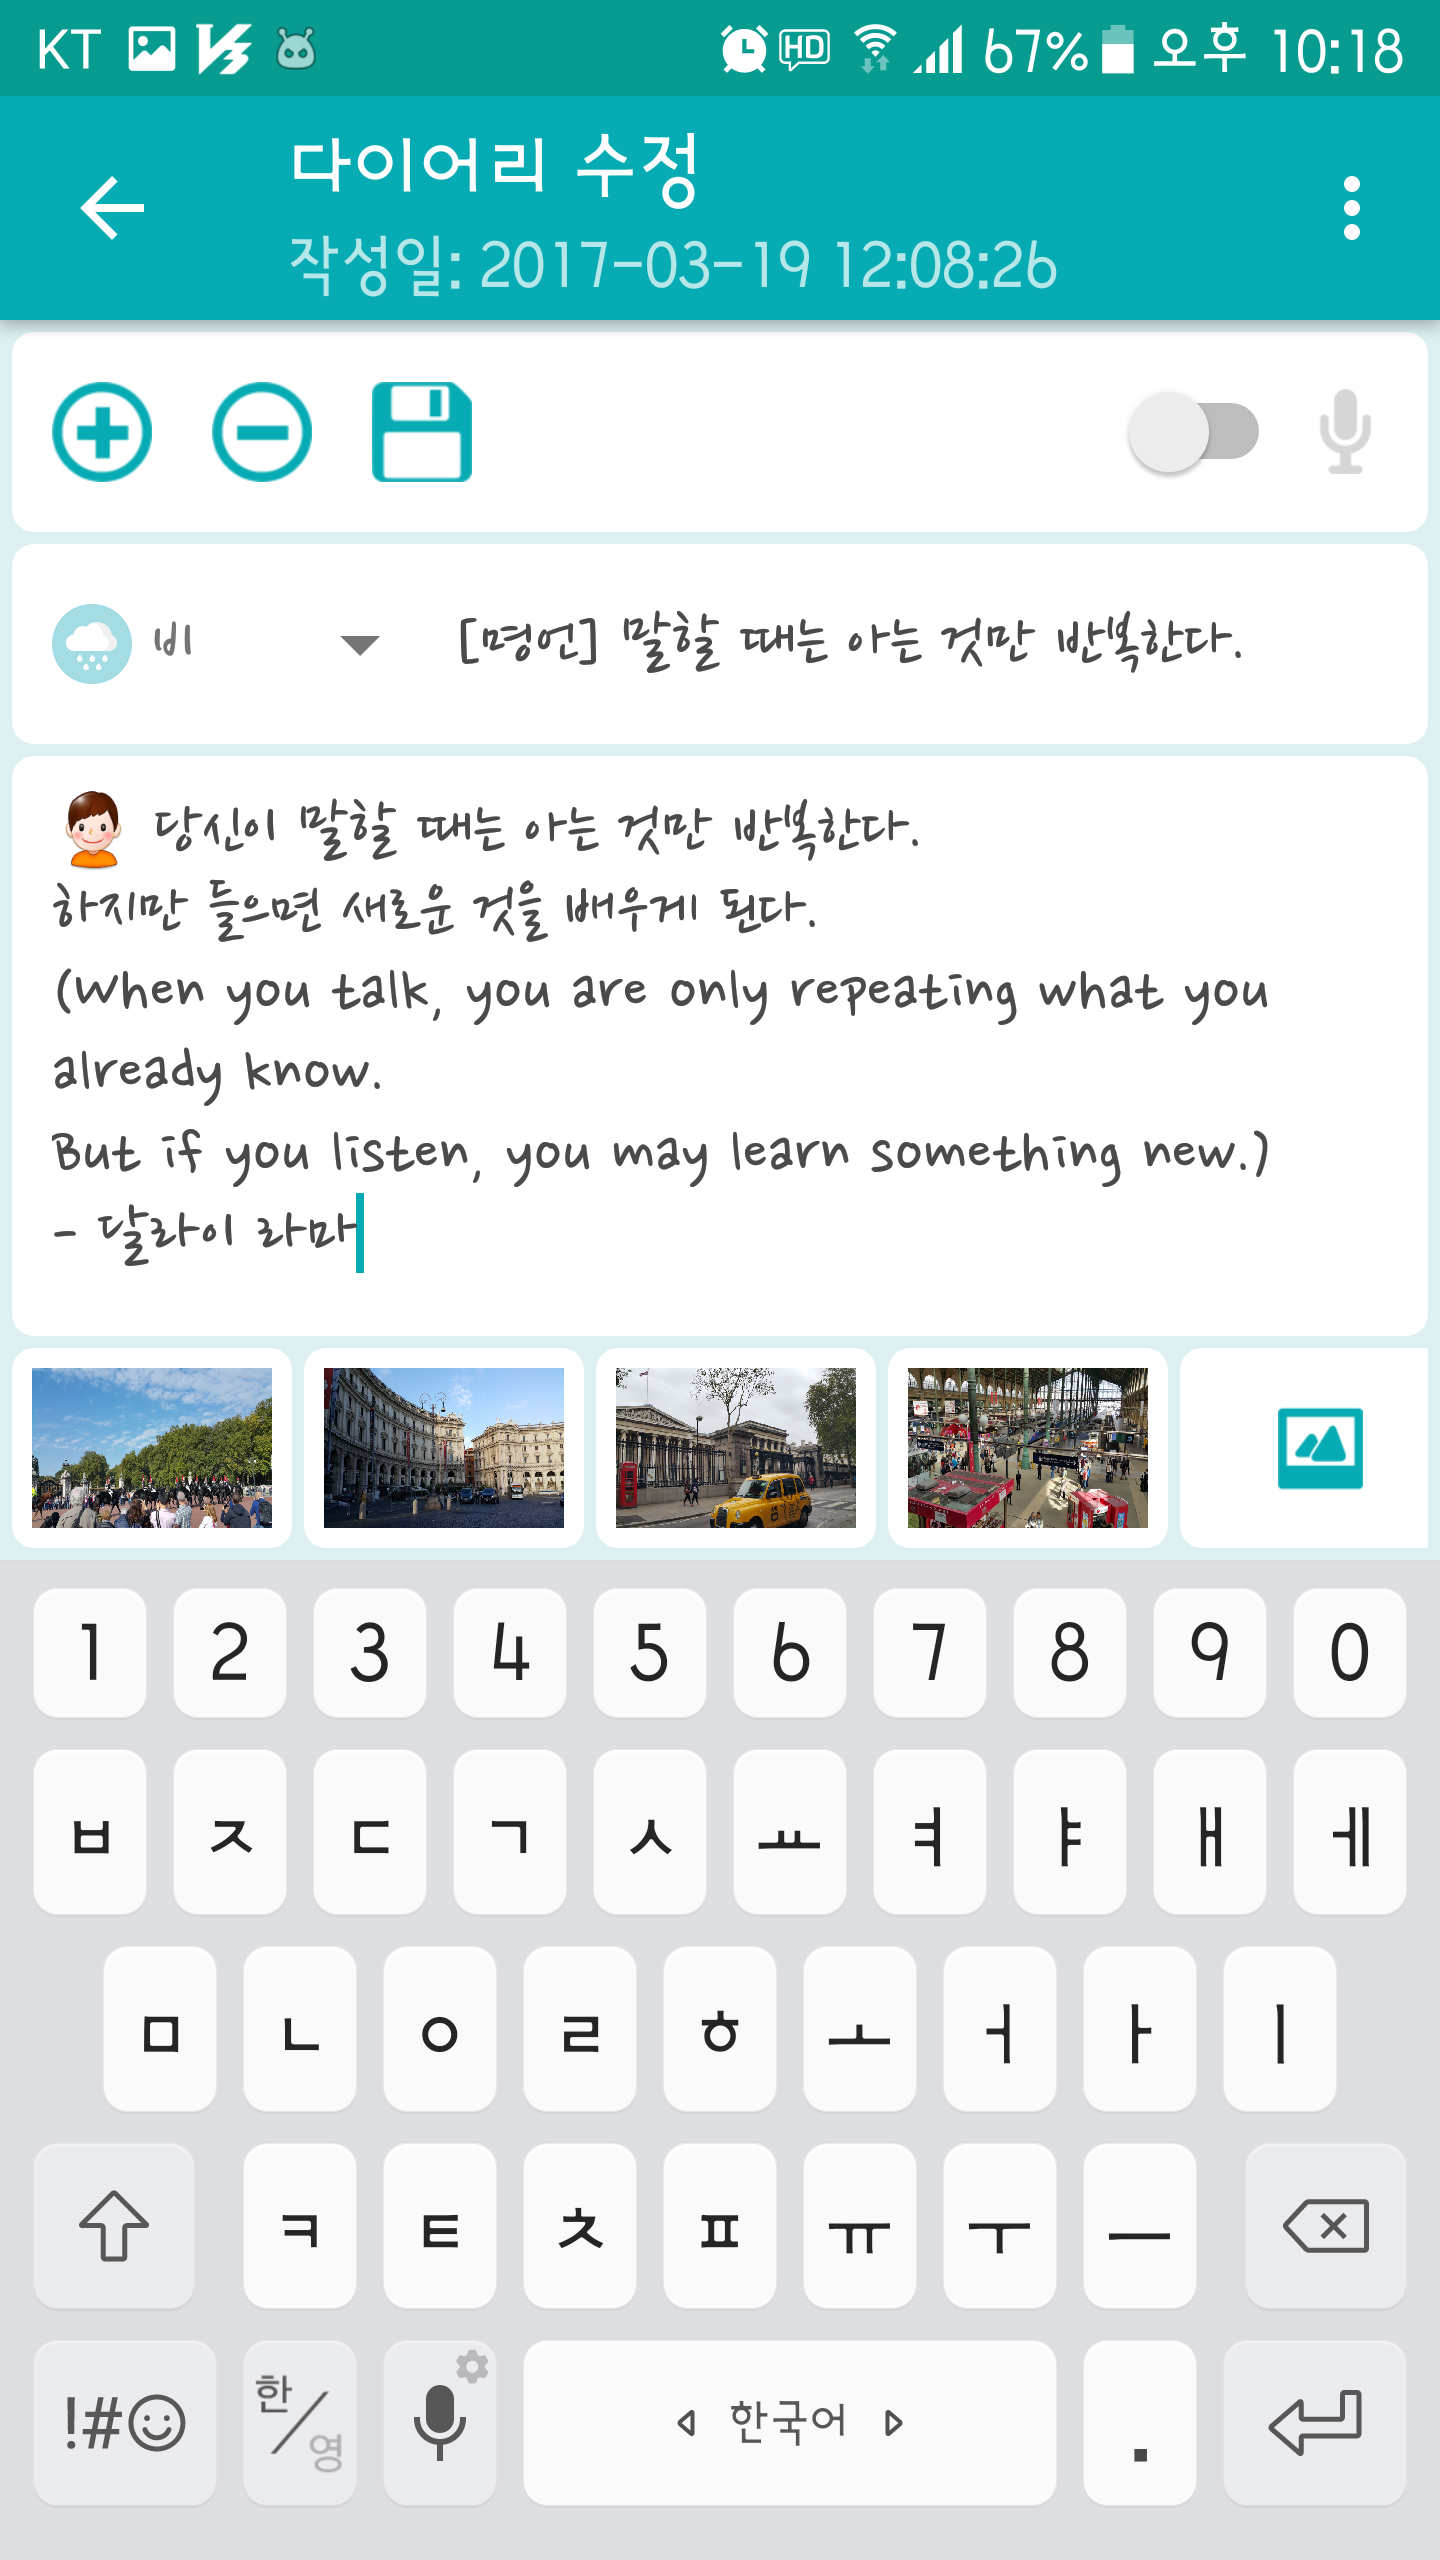 KT HD 67% 오후 10:18
다이어리 수정
작성일: 2017-03-19 12:08:26
비 [명언] 말할 때는 아는 것만 반복한다.
당신이 말할 때는 아는 것만 반복한다.
하지만 들으면 새로운 것을 배우게 된다.
(When you talk, you are only repeating what you
already know.
But if you listen, you may learn something new.)
- 달라이 라마
1 2 3 4 5 6 7 8 9 0
ㅂ ㅈ ㄷ ㄱ ㅅ ㅛ ㅕ ㅑ ㅐ ㅔ
ㅁ ㄴ ㅇ ㄹ ㅎ ㅗ ㅓ ㅏ ㅣ
ㅋ ㅌ ㅊ ㅍ ㅠ ㅜ ㅡ
!#☺ 한/영 한국어 .